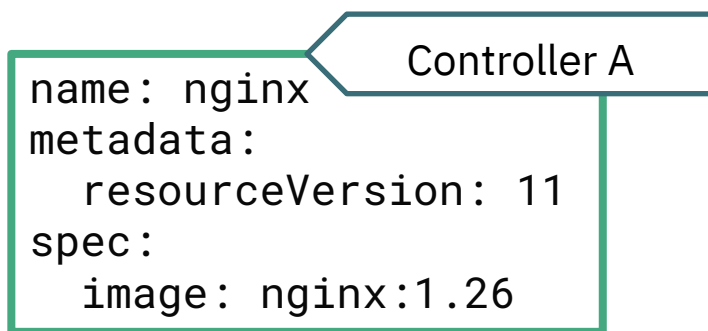 Controller A
name: nginx
metadata:
  resourceVersion: 11
spec:
  image: nginx:1.26